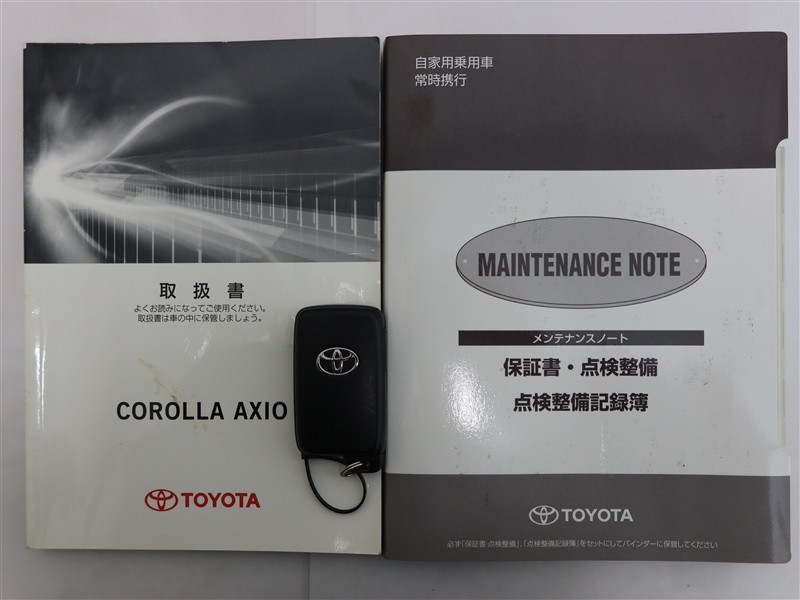 取扱書
よくお読みになってご使用ください。
取扱書は車の中に保管しましょう。
COROLLA AXIO
TOYOTA
自家用乗用車
常時携行
MAINTENANCE NOTE
メンテナンスノート
保証書・点検整備
点検整備記録簿
TOYOTA
必ず「保証書・点検整備」、「点検整備記録簿」をセットにしてバインダーに保管してください